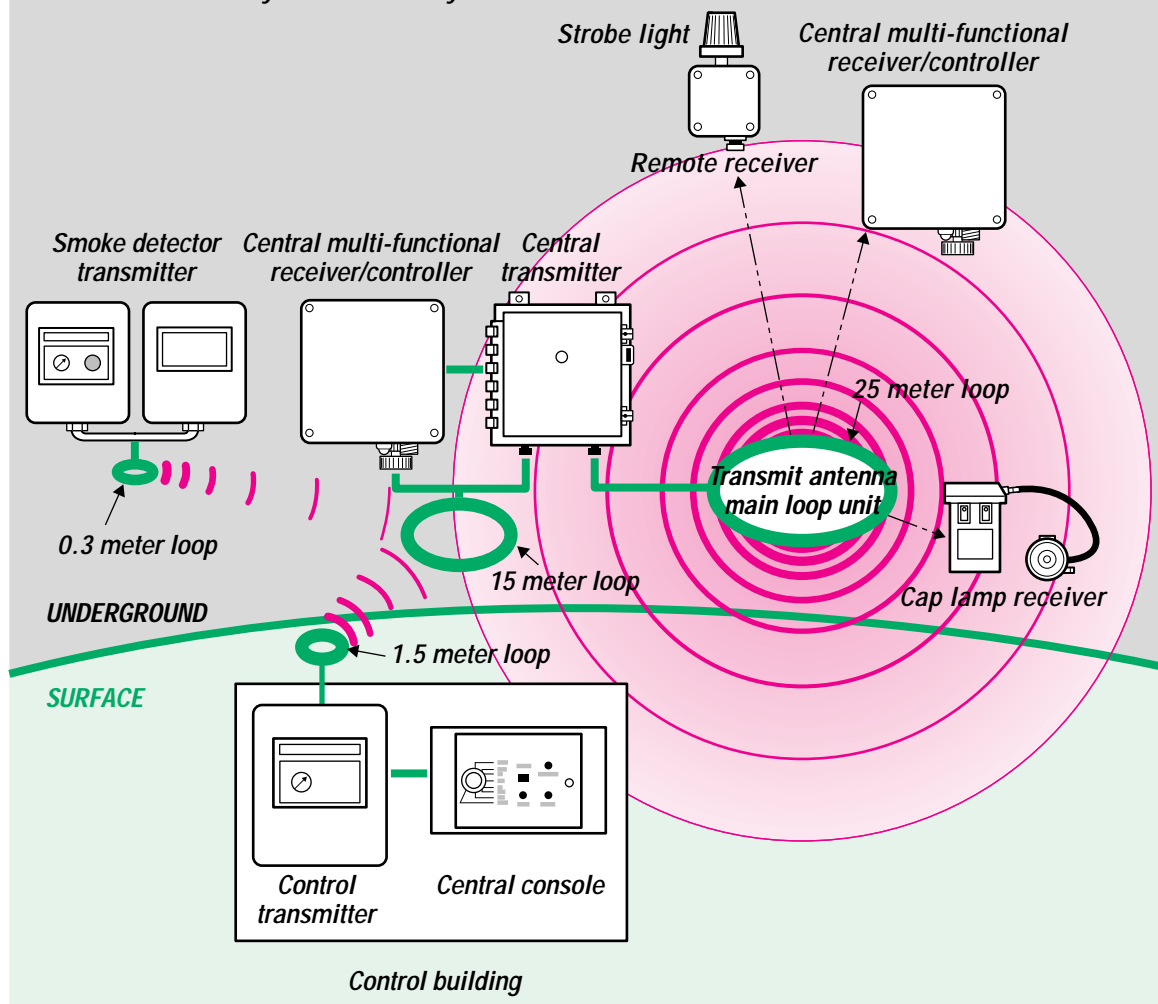 Strobe light
Central multi-functional
receiver/controller
Remote receiver
Smoke detector
transmitter
Central multi-functional
receiver/controller
Central
transmitter
25 meter loop
Transmit antenna
main loop unit
0.3 meter loop
15 meter loop
Cap lamp receiver
UNDERGROUND
1.5 meter loop
SURFACE
Control
transmitter
Central console
Control building